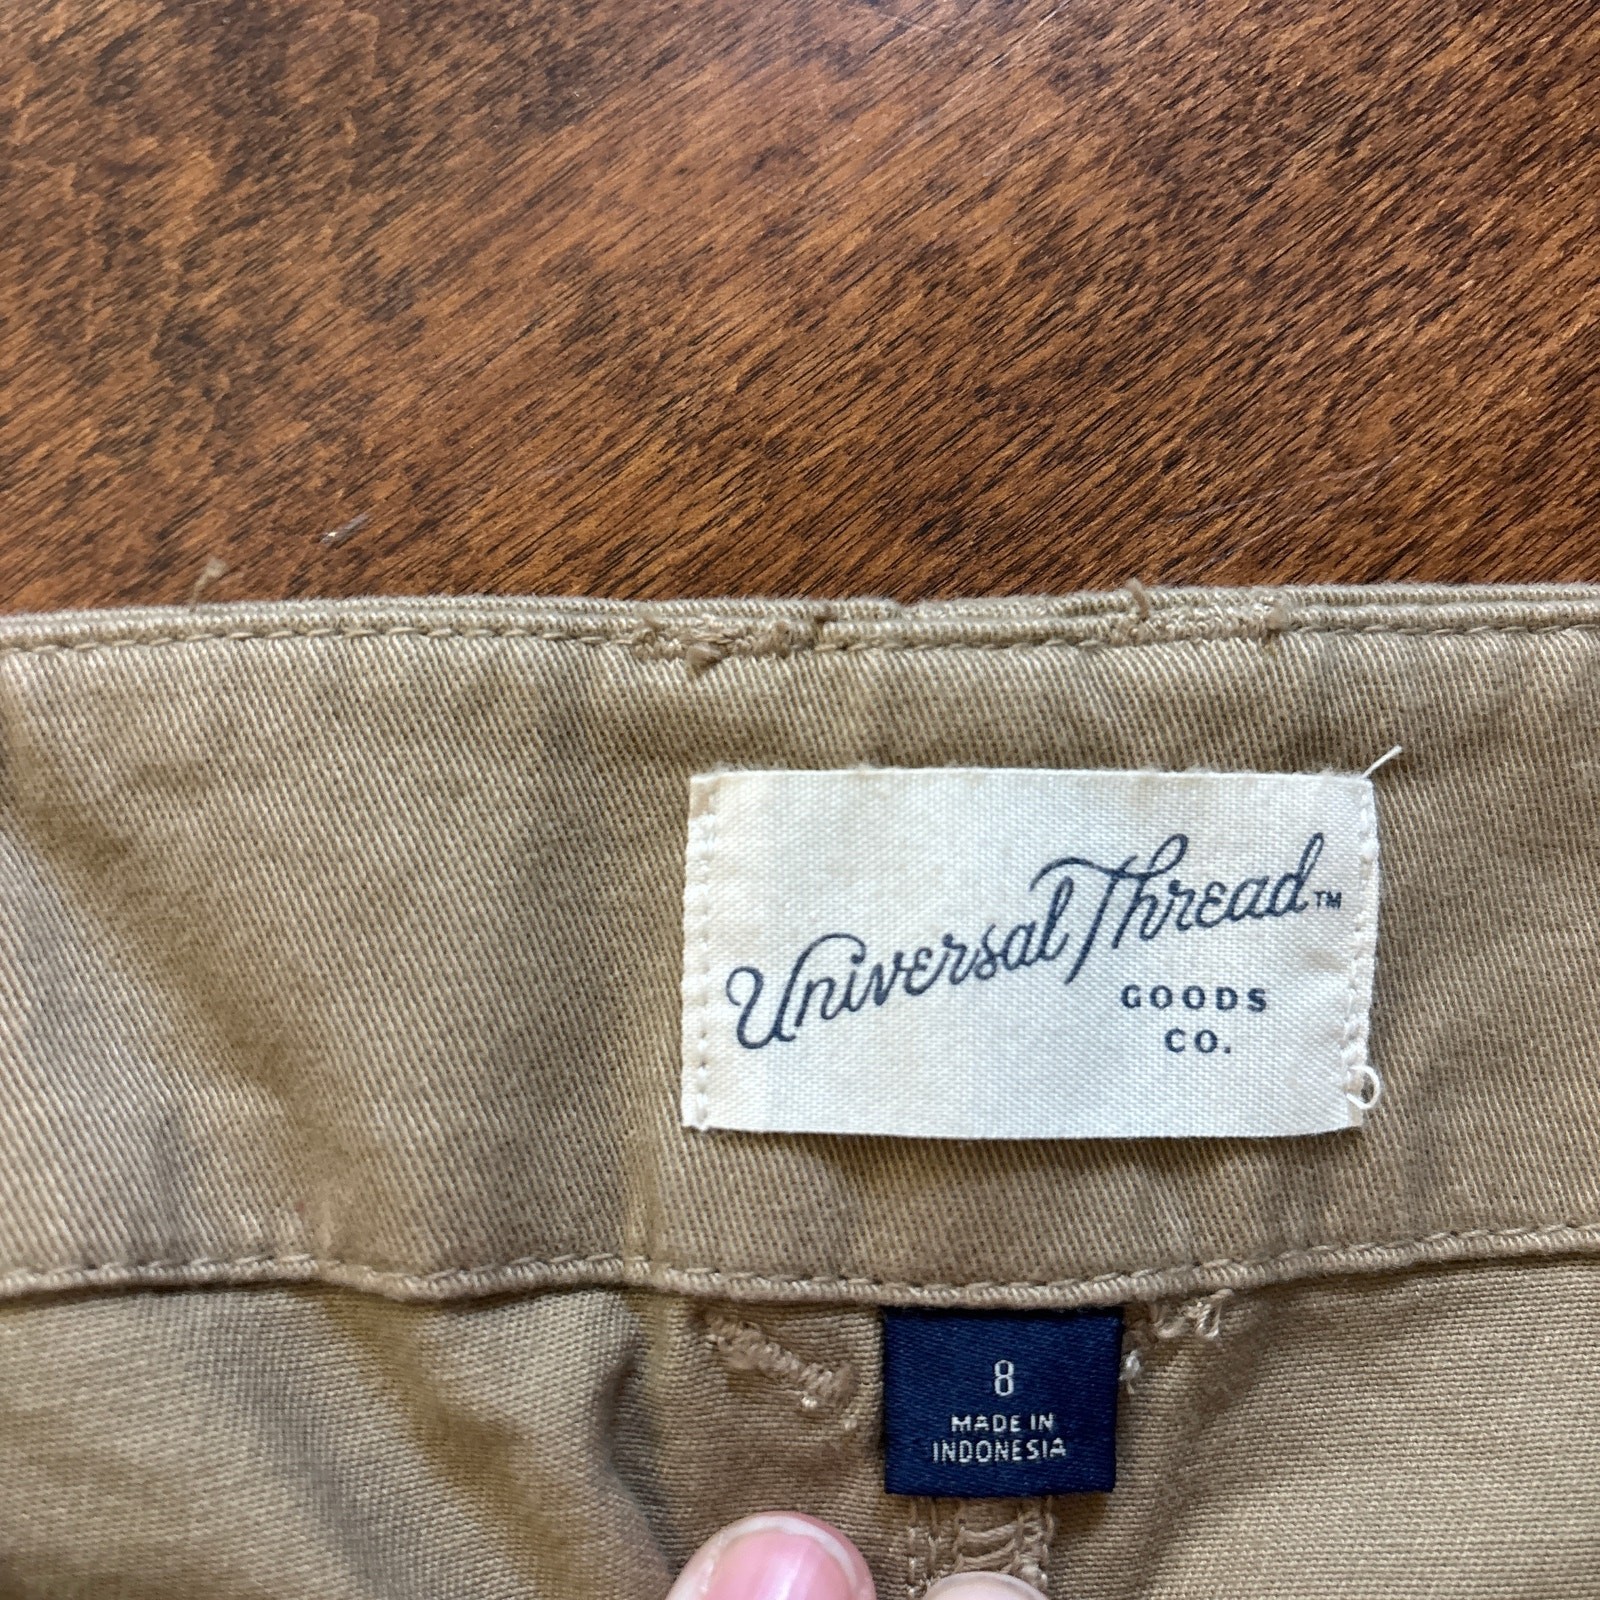 Universal Thread™
GOODS
CO.
8
MADE IN
INDONESIA